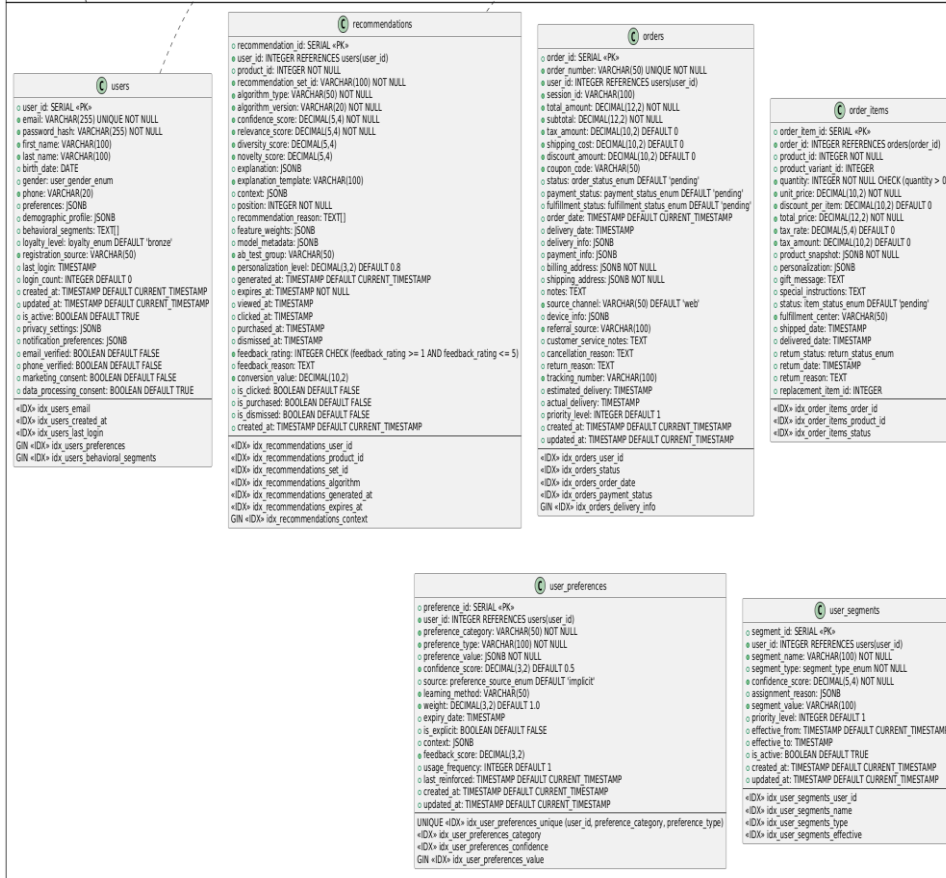 users
user_id: SERIAL «PK»
email: VARCHAR(255) UNIQUE NOT NULL
password_hash: VARCHAR(255) NOT NULL
first_name: VARCHAR(100)
last_name: VARCHAR(100)
birth_date: DATE
gender: user_gender_enum
phone: VARCHAR(20)
preferences: JSONB
demographic_profile: JSONB
behavioral_segments: TEXT[]
loyalty_level: loyalty_enum DEFAULT 'bronze'
registration_source: VARCHAR(50)
last_login: TIMESTAMP
login_count: INTEGER DEFAULT 0
created_at: TIMESTAMP DEFAULT CURRENT_TIMESTAMP
updated_at: TIMESTAMP DEFAULT CURRENT_TIMESTAMP
is_active: BOOLEAN DEFAULT TRUE
privacy_settings: JSONB
notification_preferences: JSONB
email_verified: BOOLEAN DEFAULT FALSE
phone_verified: BOOLEAN DEFAULT FALSE
marketing_consent: BOOLEAN DEFAULT FALSE
data_processing_consent: BOOLEAN DEFAULT TRUE
«IDX» idx_users_email
«IDX» idx_users_created_at
«IDX» idx_users_last_login
GIN «IDX» idx_users_preferences
GIN «IDX» idx_users_behavioral_segments
recommendations
recommendation_id: SERIAL «PK»
user_id: INTEGER REFERENCES users(user_id)
product_id: INTEGER NOT NULL
recommendation_set_id: VARCHAR(100) NOT NULL
algorithm_type: VARCHAR(50) NOT NULL
algorithm_version: VARCHAR(20) NOT NULL
confidence_score: DECIMAL(5,4) NOT NULL
relevance_score: DECIMAL(5,4) NOT NULL
diversity_score: DECIMAL(5,4)
novelty_score: DECIMAL(5,4)
explanation: JSONB
explanation_template: VARCHAR(100)
context: JSONB
position: INTEGER NOT NULL
recommendation_reason: TEXT[]
feature_weights: JSONB
model_metadata: JSONB
ab_test_group: VARCHAR(50)
personalization_level: DECIMAL(3,2) DEFAULT 0.8
generated_at: TIMESTAMP DEFAULT CURRENT_TIMESTAMP
expires_at: TIMESTAMP NOT NULL
viewed_at: TIMESTAMP
clicked_at: TIMESTAMP
purchased_at: TIMESTAMP
dismissed_at: TIMESTAMP
feedback_rating: INTEGER CHECK (feedback_rating >= 1 AND feedback_rating <= 5)
feedback_reason: TEXT
conversion_value: DECIMAL(10,2)
is_clicked: BOOLEAN DEFAULT FALSE
is_purchased: BOOLEAN DEFAULT FALSE
is_dismissed: BOOLEAN DEFAULT FALSE
created_at: TIMESTAMP DEFAULT CURRENT_TIMESTAMP
«IDX» idx_recommendations_user_id
«IDX» idx_recommendations_product_id
«IDX» idx_recommendations_set_id
«IDX» idx_recommendations_algorithm
«IDX» idx_recommendations_generated_at
«IDX» idx_recommendations_expires_at
GIN «IDX» idx_recommendations_context
orders
order_id: SERIAL «PK»
order_number: VARCHAR(50) UNIQUE NOT NULL
user_id: INTEGER REFERENCES users(user_id)
session_id: VARCHAR(100)
total_amount: DECIMAL(12,2) NOT NULL
subtotal: DECIMAL(12,2) NOT NULL
tax_amount: DECIMAL(10,2) DEFAULT 0
shipping_cost: DECIMAL(10,2) DEFAULT 0
discount_amount: DECIMAL(10,2) DEFAULT 0
coupon_code: VARCHAR(50)
status: order_status_enum DEFAULT 'pending'
payment_status: payment_status_enum DEFAULT 'pending'
fulfillment_status: fulfillment_status_enum DEFAULT 'pending'
order_date: TIMESTAMP DEFAULT CURRENT_TIMESTAMP
delivery_date: TIMESTAMP
delivery_info: JSONB
payment_info: JSONB
billing_address: JSONB NOT NULL
shipping_address: JSONB NOT NULL
notes: TEXT
source_channel: VARCHAR(50) DEFAULT 'web'
device_info: JSONB
referral_source: VARCHAR(100)
customer_service_notes: TEXT
cancellation_reason: TEXT
return_reason: TEXT
tracking_number: VARCHAR(100)
estimated_delivery: TIMESTAMP
actual_delivery: TIMESTAMP
priority_level: INTEGER DEFAULT 1
created_at: TIMESTAMP DEFAULT CURRENT_TIMESTAMP
updated_at: TIMESTAMP DEFAULT CURRENT_TIMESTAMP
«IDX» idx_orders_user_id
«IDX» idx_orders_status
«IDX» idx_orders_order_date
«IDX» idx_orders_payment_status
GIN «IDX» idx_orders_delivery_info
order_items
order_item_id: SERIAL «PK»
order_id: INTEGER REFERENCES orders(order_id)
product_id: INTEGER NOT NULL
product_variant_id: INTEGER
quantity: INTEGER NOT NULL CHECK (quantity > 0
unit_price: DECIMAL(10,2) NOT NULL
discount_per_item: DECIMAL(10,2) DEFAULT 0
total_price: DECIMAL(12,2) NOT NULL
tax_rate: DECIMAL(5,4) DEFAULT 0
tax_amount: DECIMAL(10,2) DEFAULT 0
product_snapshot: JSONB NOT NULL
personalization: JSONB
gift_message: TEXT
special_instructions: TEXT
status: item_status_enum DEFAULT 'pending'
fulfillment_center: VARCHAR(50)
shipped_date: TIMESTAMP
delivered_date: TIMESTAMP
return_status: return_status_enum
return_date: TIMESTAMP
return_reason: TEXT
replacement_item_id: INTEGER
«IDX» idx_order_items_order_id
«IDX» idx_order_items_product_id
«IDX» idx_order_items_status
user_preferences
preference_id: SERIAL «PK»
user_id: INTEGER REFERENCES users(user_id)
preference_category: VARCHAR(50) NOT NULL
preference_type: VARCHAR(100) NOT NULL
preference_value: JSONB NOT NULL
confidence_score: DECIMAL(3,2) DEFAULT 0.5
source: preference_source_enum DEFAULT 'implicit'
learning_method: VARCHAR(50)
weight: DECIMAL(3,2) DEFAULT 1.0
expiry_date: TIMESTAMP
is_explicit: BOOLEAN DEFAULT FALSE
context: JSONB
feedback_score: DECIMAL(3,2)
usage_frequency: INTEGER DEFAULT 1
last_reinforced: TIMESTAMP DEFAULT CURRENT_TIMESTAMP
created_at: TIMESTAMP DEFAULT CURRENT_TIMESTAMP
updated_at: TIMESTAMP DEFAULT CURRENT_TIMESTAMP
UNIQUE «IDX» idx_user_preferences_unique (user_id, preference_category, preference_type)
«IDX» idx_user_preferences_category
«IDX» idx_user_preferences_confidence
GIN «IDX» idx_user_preferences_value
user_segments
segment_id: SERIAL «PK»
user_id: INTEGER REFERENCES users(user_id)
segment_name: VARCHAR(100) NOT NULL
segment_type: segment_type_enum NOT NULL
confidence_score: DECIMAL(5,4) NOT NULL
assignment_reason: JSONB
segment_value: VARCHAR(100)
priority_level: INTEGER DEFAULT 1
effective_from: TIMESTAMP DEFAULT CURRENT_TIMESTAMP
effective_to: TIMESTAMP
is_active: BOOLEAN DEFAULT TRUE
created_at: TIMESTAMP DEFAULT CURRENT_TIMESTAMP
updated_at: TIMESTAMP DEFAULT CURRENT_TIMESTAMP
«IDX» idx_user_segments_user_id
«IDX» idx_user_segments_name
«IDX» idx_user_segments_type
«IDX» idx_user_segments_effective